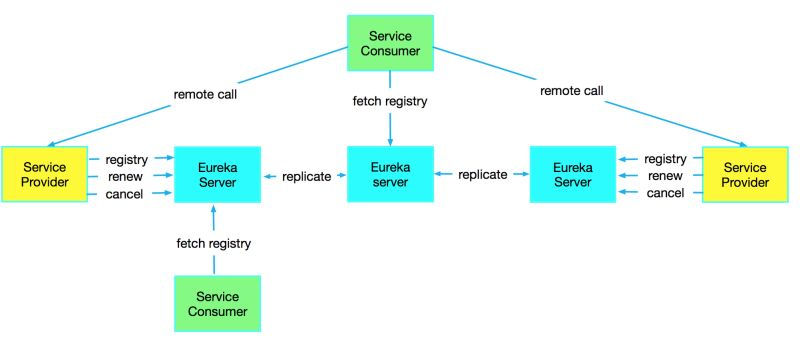 Service
Consumer
remote call
fetch registry
remote call
Service
Provider
registry
renew
cancel
Eureka
Server
replicate
Eureka
server
replicate
Eureka
Server
registry
renew
cancel
Service
Provider
fetch registry
Service
Consumer